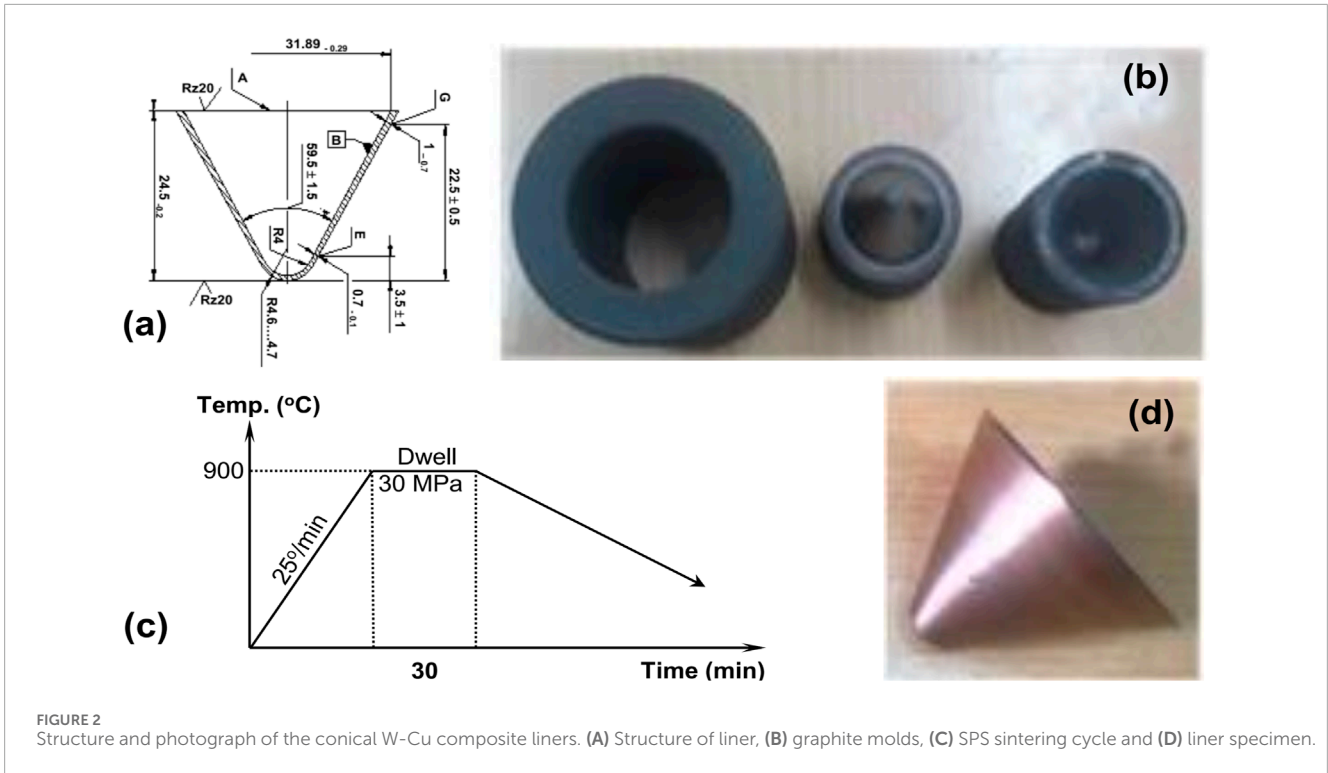 31.89 -0.29
A
Rz20
G
B
1 -0.7
59.5 ± 1.5
24.5 -0.2
22.5 ± 0.5
R4
E
Rz20
R4.6....4.7
0.7 -0.1
3.5 ± 1
(a)
(b)
Temp. (°C)
900
Dwell
30 MPa
25°/min
(c)
30
Time (min)
(d)
FIGURE 2
Structure and photograph of the conical W-Cu composite liners. (A) Structure of liner, (B) graphite molds, (C) SPS sintering cycle and (D) liner specimen.